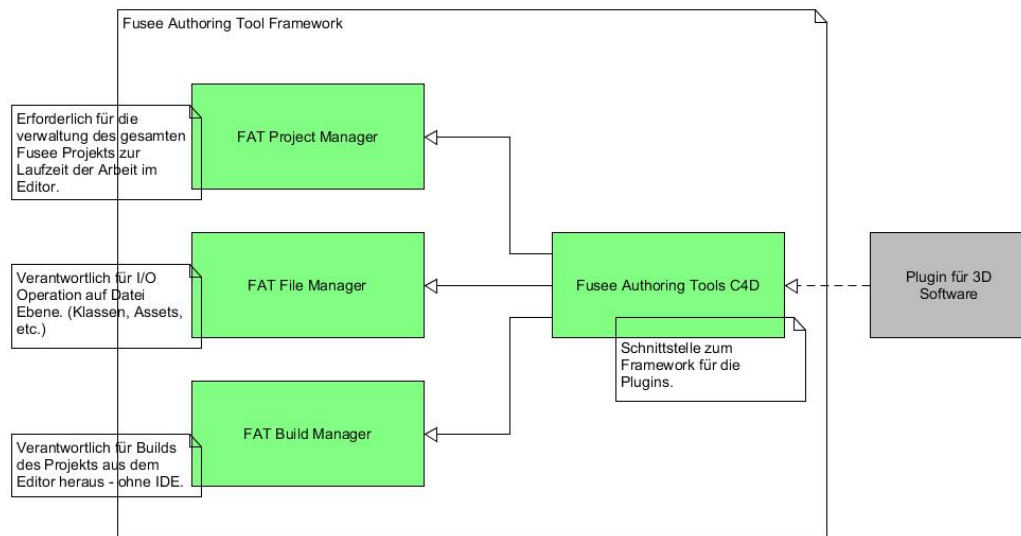 Fusee Authoring Tool Framework
Erforderlich für die
verwaltung des gesamten
Fusee Projekts zur
Laufzeit der Arbeit im
Editor.
FAT Project Manager
Verantwortlich für I/O
Operation auf Datei
Ebene. (Klassen, Assets,
etc.)
FAT File Manager
Fusee Authoring Tools C4D
Plugin für 3D
Software
Schnittstelle zum
Framework für die
Plugins.
Verantwortlich für Builds
des Projekts aus dem
Editor heraus - ohne IDE.
FAT Build Manager